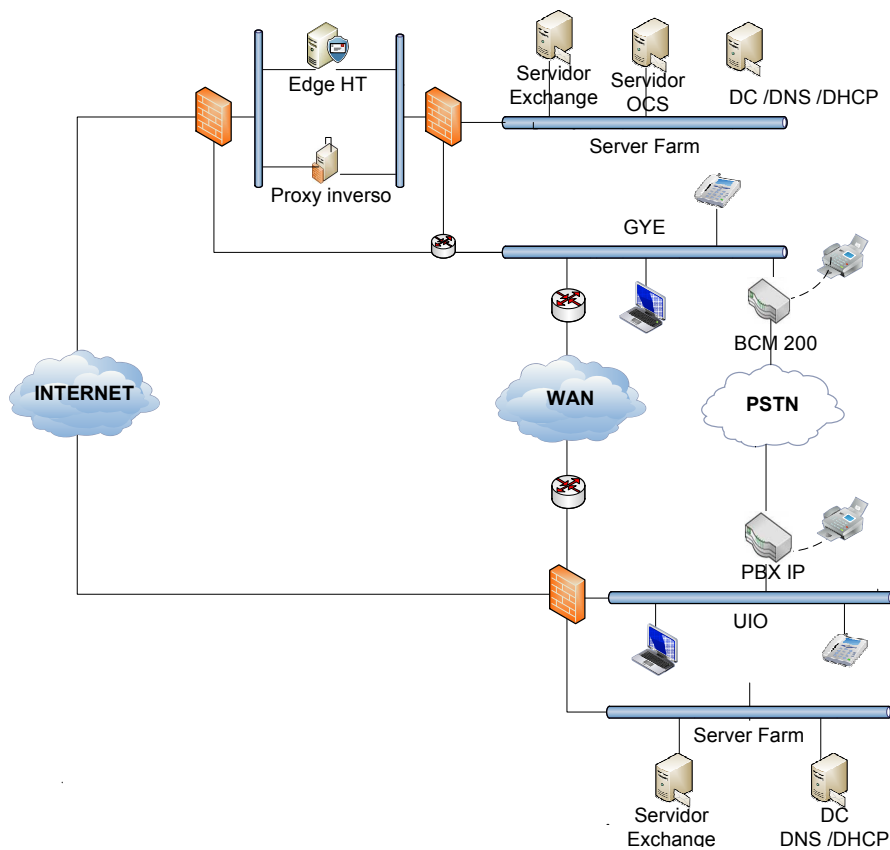 Edge HT
Proxy inverso
Servidor
Exchange
Servidor
OCS
DC /DNS /DHCP
Server Farm
GYE
BCM 200
INTERNET
WAN
PSTN
PBX IP
UIO
Server Farm
Servidor
Exchange
DC
DNS /DHCP